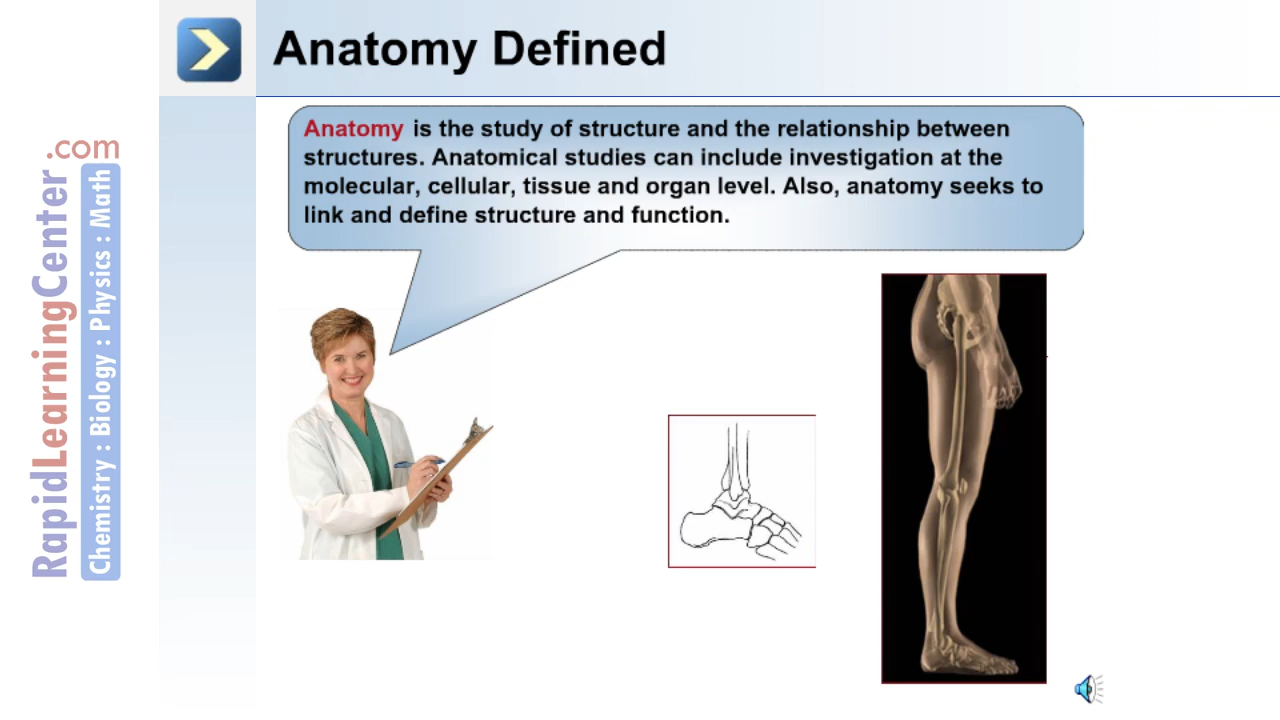 Anatomy Defined
Anatomy is the study of structure and the relationship between
structures. Anatomical studies can include investigation at the
molecular, cellular, tissue and organ level. Also, anatomy seeks to
link and define structure and function.
RapidLearningCenter.com
Chemistry : Biology : Physics : Math